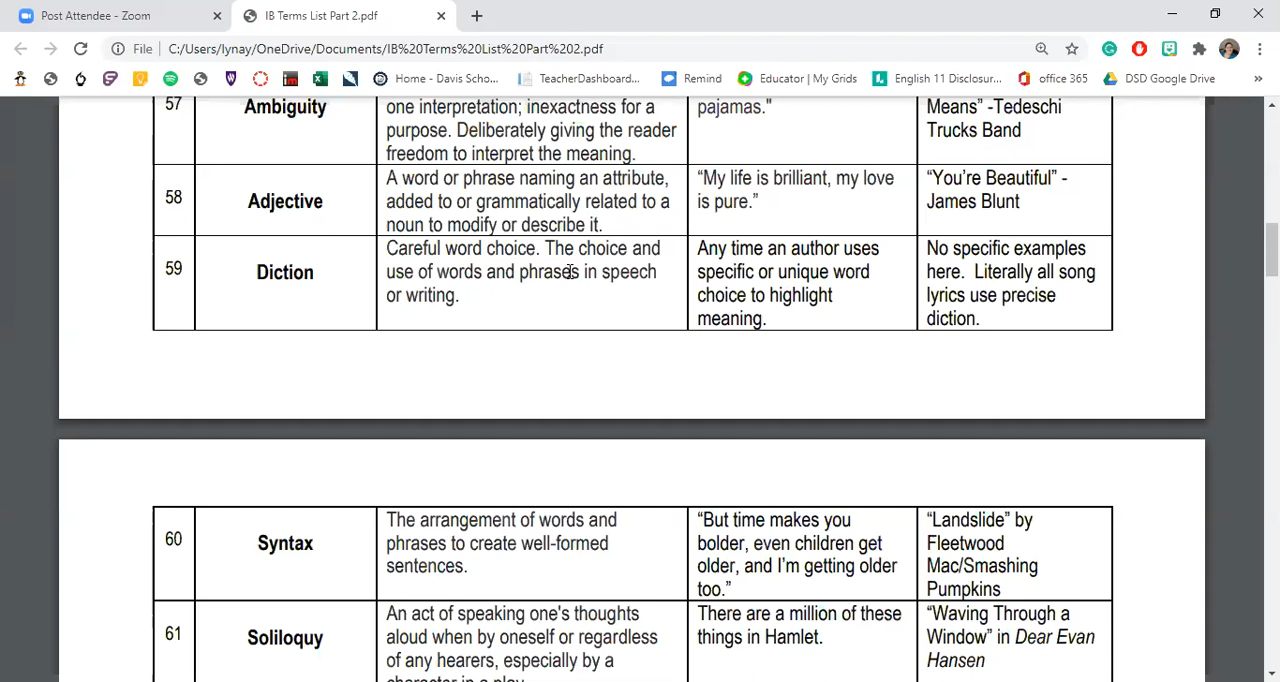 Post Attendee - Zoom
IB Terms List Part 2.pdf
File
C:/Users/lynay/OneDrive/Documents/IB%20Terms%20List%20Part%202.pdf
Home - Davis Scho...
TeacherDashboard...
Remind
Educator | My Grids
English 11 Disclosur...
office 365
DSD Google Drive
»
57
Ambiguity
one interpretation; inexactness for a
purpose. Deliberately giving the reader
freedom to interpret the meaning.
pajamas."
Means” -Tedeschi
Trucks Band
58
Adjective
A word or phrase naming an attribute,
added to or grammatically related to a
noun to modify or describe it.
“My life is brilliant, my love
is pure.”
“You’re Beautiful” -
James Blunt
59
Diction
Careful word choice. The choice and
use of words and phrases in speech
or writing.
Any time an author uses
specific or unique word
choice to highlight
meaning.
No specific examples
here. Literally all song
lyrics use precise
diction.
60
Syntax
The arrangement of words and
phrases to create well-formed
sentences.
“But time makes you
bolder, even children get
older, and I’m getting older
too.”
“Landslide” by
Fleetwood
Mac/Smashing
Pumpkins
61
Soliloquy
An act of speaking one's thoughts
aloud when by oneself or regardless
of any hearers, especially by a
character in a play.
There are a million of these
things in Hamlet.
“Waving Through a
Window” in Dear Evan
Hansen